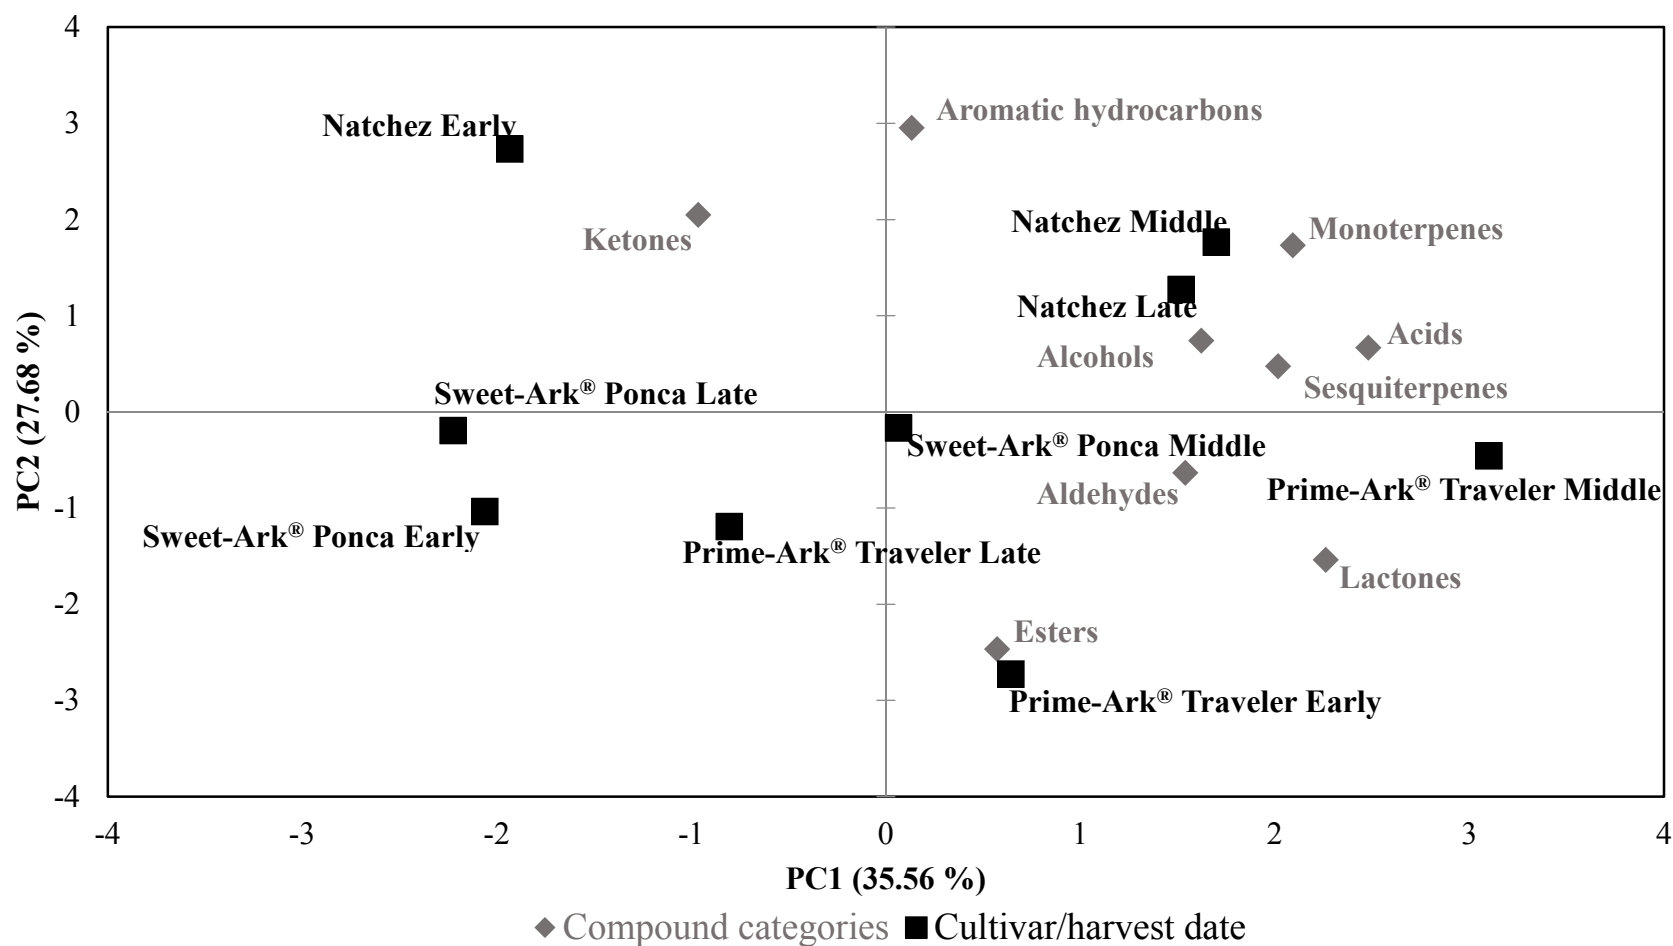 4
Aromatic hydrocarbons
Natchez Early
3
Natchez Middle
Monoterpenes
2
Ketones
Natchez Late
1
Acids
Alcohols
Sesquiterpenes
Sweet-Ark® Ponca Late
0
Sweet-Ark® Ponca Middle
Prime-Ark® Traveler Middle
Aldehydes
-1
Sweet-Ark® Ponca Early
Prime-Ark® Traveler Late
Lactones
-2
Esters
-3
Prime-Ark® Traveler Early
-4
PC2 (27.68 %)
-4 -3 -2 -1 0 1 2 3 4
PC1 (35.56 %)
Compound categories Cultivar/harvest date